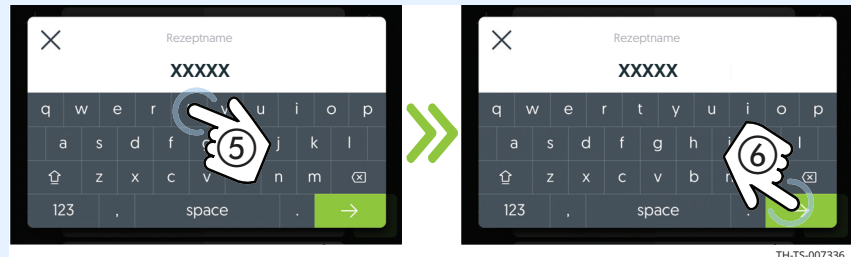 Rezeptname
XXXXX
q w e r u i o p
a s d f j k l
z x c v n m
123 , space .
5
Rezeptname
XXXXX
q w e r t y u i o p
a s d f g h l
z x c v b
123 , space .
6
TH-TS-007336